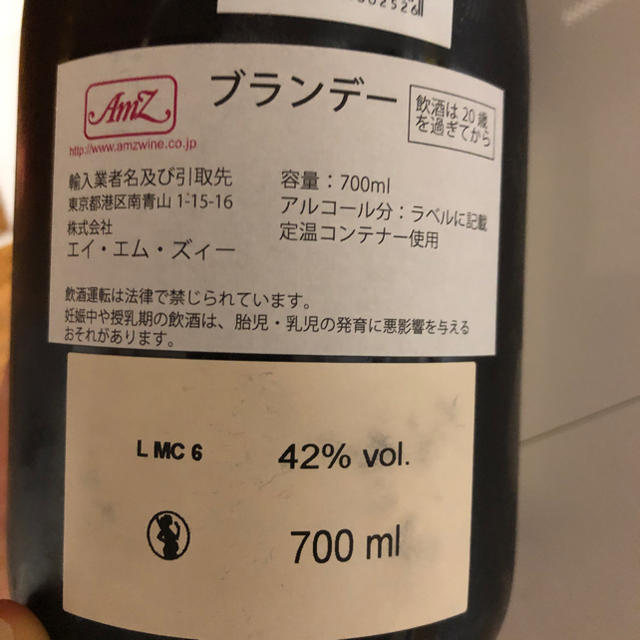 AMZ
ブランデー
飲酒は20歳
を過ぎてから
http://www.amzwine.co.jp
輸入業者名及び引取先
東京都港区南青山 1-15-16
株式会社
エイ・エム・ズィー
容量：700ml
アルコール分：ラベルに記載
定温コンテナー使用
飲酒運転は法律で禁じられています。
妊娠中や授乳期の飲酒は、胎児・乳児の発育に悪影響を与える
おそれがあります。
L MC 6
42% vol.
700 ml